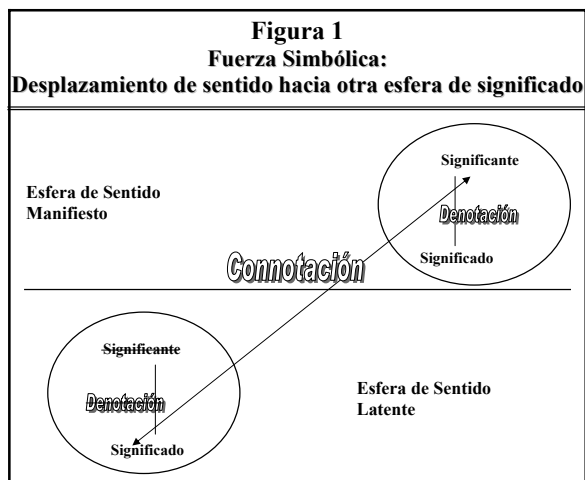 Figura 1
Fuerza Simbólica:
Desplazamiento de sentido hacia otra esfera de significado
Significante
Esfera de Sentido
Manifiesto
Denotación
Significado
Connotación
Significante
Esfera de Sentido
Latente
Denotación
Significado